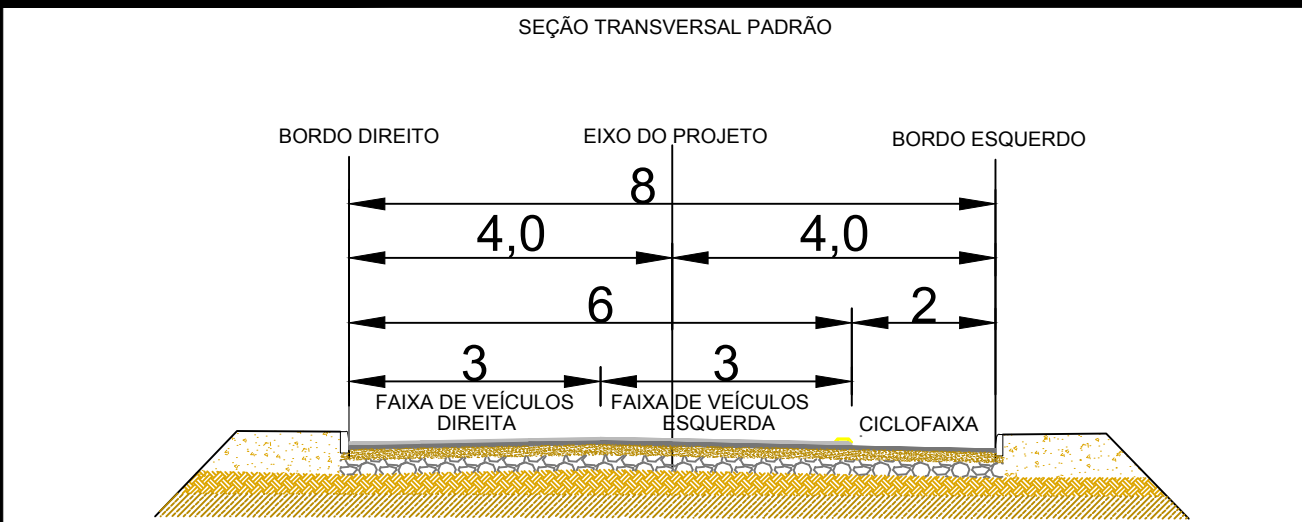 SEÇÃO TRANSVERSAL PADRÃO
BORDO DIREITO
EIXO DO PROJETO
BORDO ESQUERDO
8
4,0
4,0
6
2
3
3
FAIXA DE VEÍCULOS
DIREITA
FAIXA DE VEÍCULOS
ESQUERDA
CICLOFAIXA